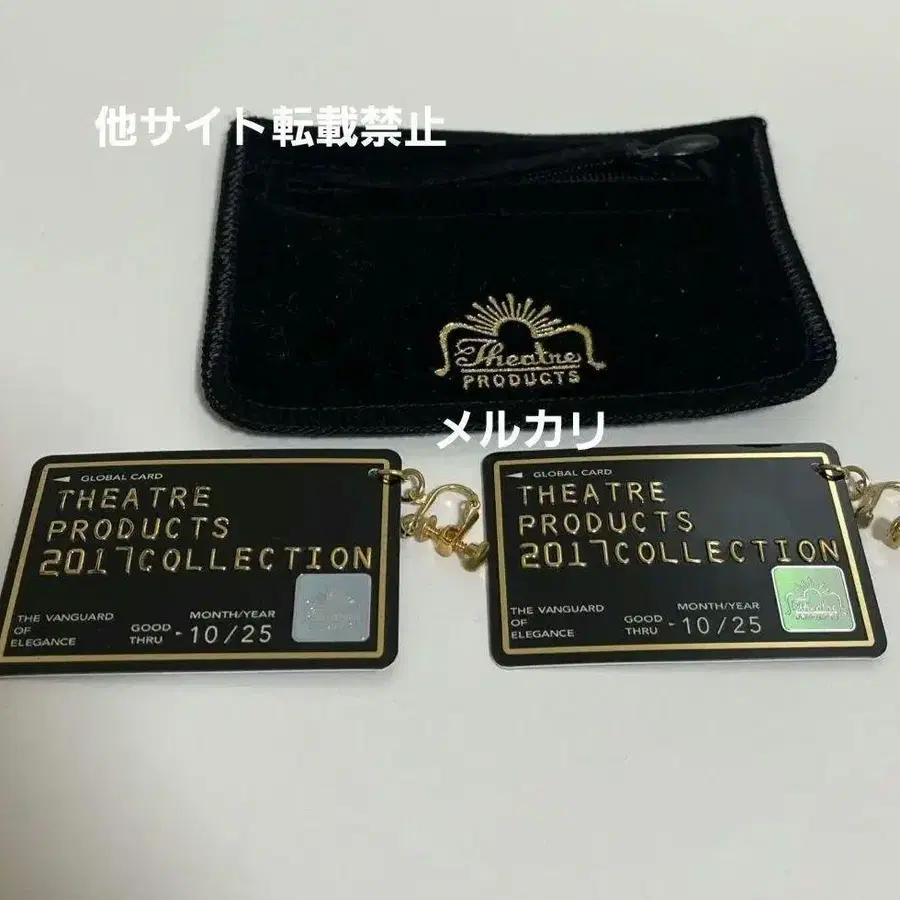 他サイト転載禁止
Theatre
PRODUCTS
メルカリ
GLOBAL CARD
THEATRE
PRODUCTS
2017COLLECTION
THE VANGUARD
OF
ELEGANCE
GOOD
THRU
MONTH/YEAR
-10/25
GLOBAL CARD
THEATRE
PRODUCTS
2017COLLECTION
THE VANGUARD
OF
ELEGANCE
GOOD
THRU
MONTH/YEAR
-10/25
Theatre